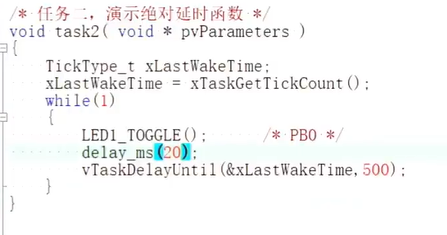 /* 任务二，演示绝对延时函数 */
void task2( void * pvParameters )
{
    TickType_t xLastWakeTime;
    xLastWakeTime = xTaskGetTickCount();
    while(1)
    {
        LED1_TOGGLE();      /* PB0 */
        delay_ms(20);
        vTaskDelayUntil(&xLastWakeTime,500);
    }
}